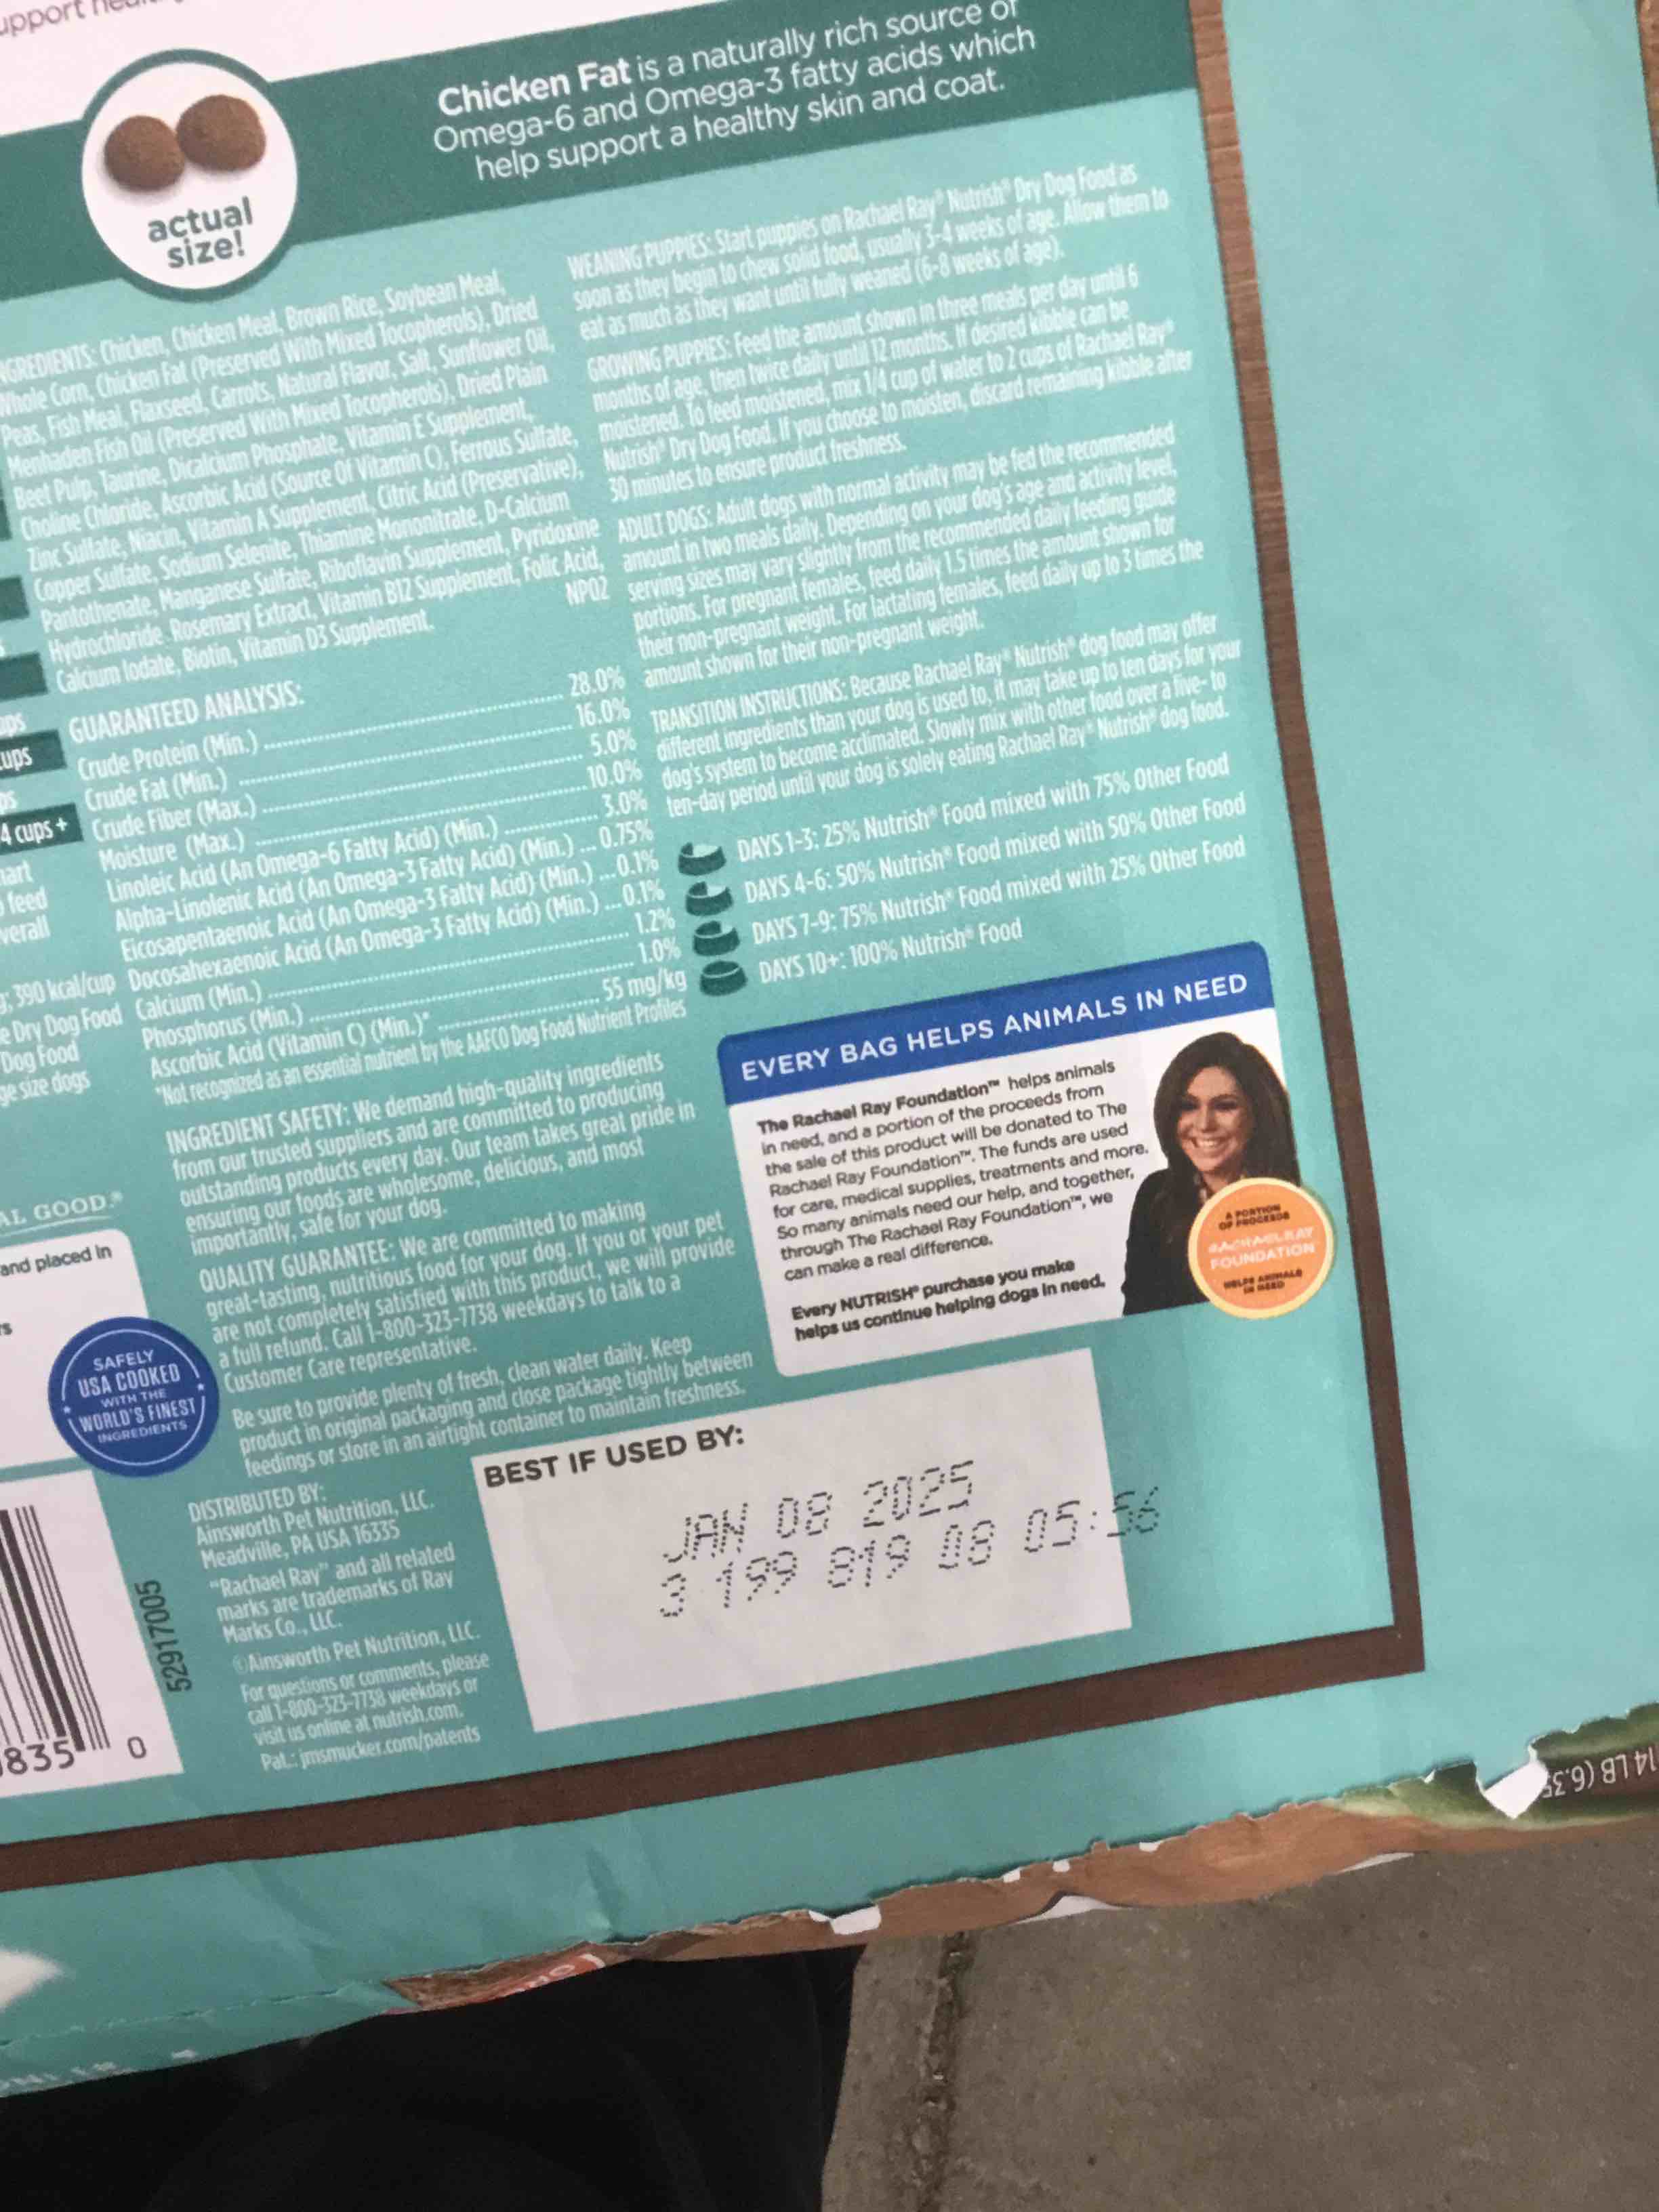 upport
Chicken Fat is a naturally rich source of
Omega-6 and Omega-3 fatty acids which
help support a healthy skin and coat.
actual
size!
INGREDIENTS: Chicken, Chicken Meal, Brown Rice, Soybean Meal,
Whole Corn, Chicken Fat (Preserved With Mixed Tocopherols), Dried
Peas, Fish Meal, Flaxseed, Carrots, Natural Flavor, Salt, Sunflower Oil,
Menhaden Fish Oil (Preserved With Mixed Tocopherols), Dried Plain
Beet Pulp, Taurine, Dicalcium Phosphate, Vitamin E Supplement,
Choline Chloride, Ascorbic Acid (Source Of Vitamin C), Ferrous Sulfate,
Zinc Sulfate, Niacin, Vitamin A Supplement, Citric Acid (Preservative),
Copper Sulfate, Sodium Selenite, Thiamine Mononitrate, D-Calcium
Pantothenate, Manganese Sulfate, Riboflavin Supplement, Pyridoxine
Hydrochloride, Rosemary Extract, Vitamin B12 Supplement, Folic Acid,
Calcium Iodate, Biotin, Vitamin D3 Supplement.
NP02
GUARANTEED ANALYSIS:
Crude Protein (Min.) ... 28.0%
Crude Fat (Min.) ... 16.0%
Crude Fiber (Max.) ... 5.0%
Moisture (Max.) ... 10.0%
Linoleic Acid (An Omega-6 Fatty Acid) (Min.) ... 3.0%
Alpha-Linolenic Acid (An Omega-3 Fatty Acid) (Min.) ... 0.75%
Eicosapentaenoic Acid (An Omega-3 Fatty Acid) (Min.) ... 0.1%
Docosahexaenoic Acid (An Omega-3 Fatty Acid) (Min.) ... 0.1%
Calcium (Min.) ... 1.2%
Phosphorus (Min.) ... 1.0%
Ascorbic Acid (Vitamin C) (Min.)* ... 55 mg/kg
*Not recognized as an essential nutrient by the AAFCO Dog Food Nutrient Profiles
INGREDIENT SAFETY: We demand high-quality ingredients
from our trusted suppliers and are committed to producing
outstanding products every day. Our team takes great pride in
ensuring our foods are wholesome, delicious, and most
importantly, safe for your dog.
QUALITY GUARANTEE: We are committed to making
great-tasting, nutritious food for your dog. If you or your pet
are not completely satisfied with this product, we will provide
a full refund. Call 1-800-323-7738 weekdays to talk to a
Customer Care representative.
Be sure to provide plenty of fresh, clean water daily. Keep
product in original packaging and close package tightly between
feedings or store in an airtight container to maintain freshness.
DISTRIBUTED BY:
Ainsworth Pet Nutrition, LLC.
Meadville, PA USA 16335
"Rachael Ray" and all related
marks are trademarks of Ray
Marks Co., LLC.
©Ainsworth Pet Nutrition, LLC.
For questions or comments, please
call 1-800-323-7738 weekdays or
visit us online at nutrish.com.
Pat.: jmsmucker.com/patents
WEANING PUPPIES: Start puppies on Rachael Ray® Nutrish® Dry Dog Food as
soon as they begin to chew solid food, usually 3-4 weeks of age. Allow them to
eat as much as they want until fully weaned (6-8 weeks of age).
GROWING PUPPIES: Feed the amount shown in three meals per day until 6
months of age, then twice daily until 12 months. If desired kibble can be
moistened. To feed moistened, mix 1/4 cup of water to 2 cups of Rachael Ray®
Nutrish® Dry Dog Food. If you choose to moisten, discard remaining kibble after
30 minutes to ensure product freshness.
ADULT DOGS: Adult dogs with normal activity may be fed the recommended
amount in two meals daily. Depending on your dog's age and activity level,
serving sizes may vary slightly from the recommended daily feeding guide
portions. For pregnant females, feed daily 1.5 times the amount shown for
their non-pregnant weight. For lactating females, feed daily up to 3 times the
amount shown for their non-pregnant weight.
TRANSITION INSTRUCTIONS: Because Rachael Ray® Nutrish® dog food may offer
different ingredients than your dog is used to, it may take up to ten days for your
dog's system to become acclimated. Slowly mix with other food over a five- to
ten-day period until your dog is solely eating Rachael Ray® Nutrish® dog food.
DAYS 1-3: 25% Nutrish® Food mixed with 75% Other Food
DAYS 4-6: 50% Nutrish® Food mixed with 50% Other Food
DAYS 7-9: 75% Nutrish® Food mixed with 25% Other Food
DAYS 10+: 100% Nutrish® Food
EVERY BAG HELPS ANIMALS IN NEED
The Rachael Ray Foundation™ helps animals
in need, and a portion of the proceeds from
the sale of this product will be donated to The
Rachael Ray Foundation™. The funds are used
for care, medical supplies, treatments and more.
So many animals need our help, and together,
through The Rachael Ray Foundation™, we
can make a real difference.
Every NUTRISH® purchase you make
helps us continue helping dogs in need.
A PORTION
OF PROCEEDS
RACHAEL RAY
FOUNDATION
HELPS ANIMALS
IN NEED
BEST IF USED BY:
JAN 08 2025
3 199 819 08 05:56
cups
4 cups +
feed
390 kcal/cup
Dry Dog Food
Dog Food
size dogs
GOOD.®
and placed in
SAFELY
USA COOKED
WITH THE
WORLD'S FINEST
INGREDIENTS
52917005
835 0
14 LB (6.35